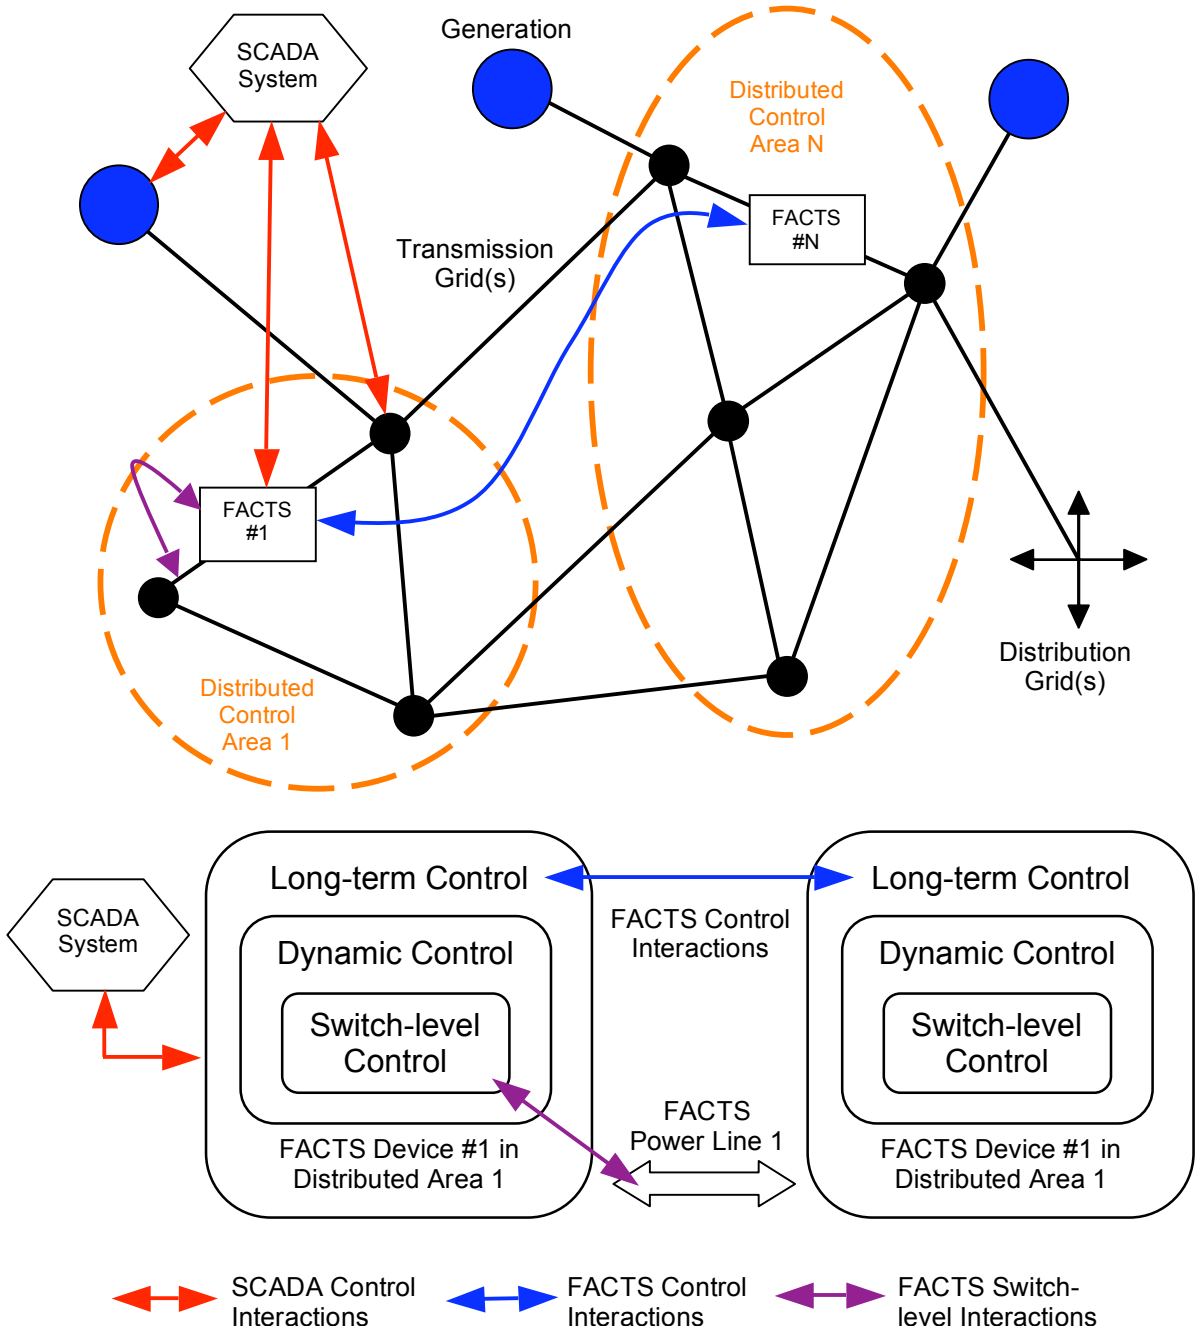 Generation
SCADA
System
Distributed
Control
Area N
FACTS
#N
Transmission
Grid(s)
FACTS
#1
Distribution
Grid(s)
Distributed
Control
Area 1
SCADA
System
Long-term Control
Dynamic Control
Switch-level
Control
FACTS Device #1 in
Distributed Area 1
FACTS Control
Interactions
FACTS
Power Line 1
Long-term Control
Dynamic Control
Switch-level
Control
FACTS Device #1 in
Distributed Area 1
SCADA Control
Interactions
FACTS Control
Interactions
FACTS Switch-
level Interactions